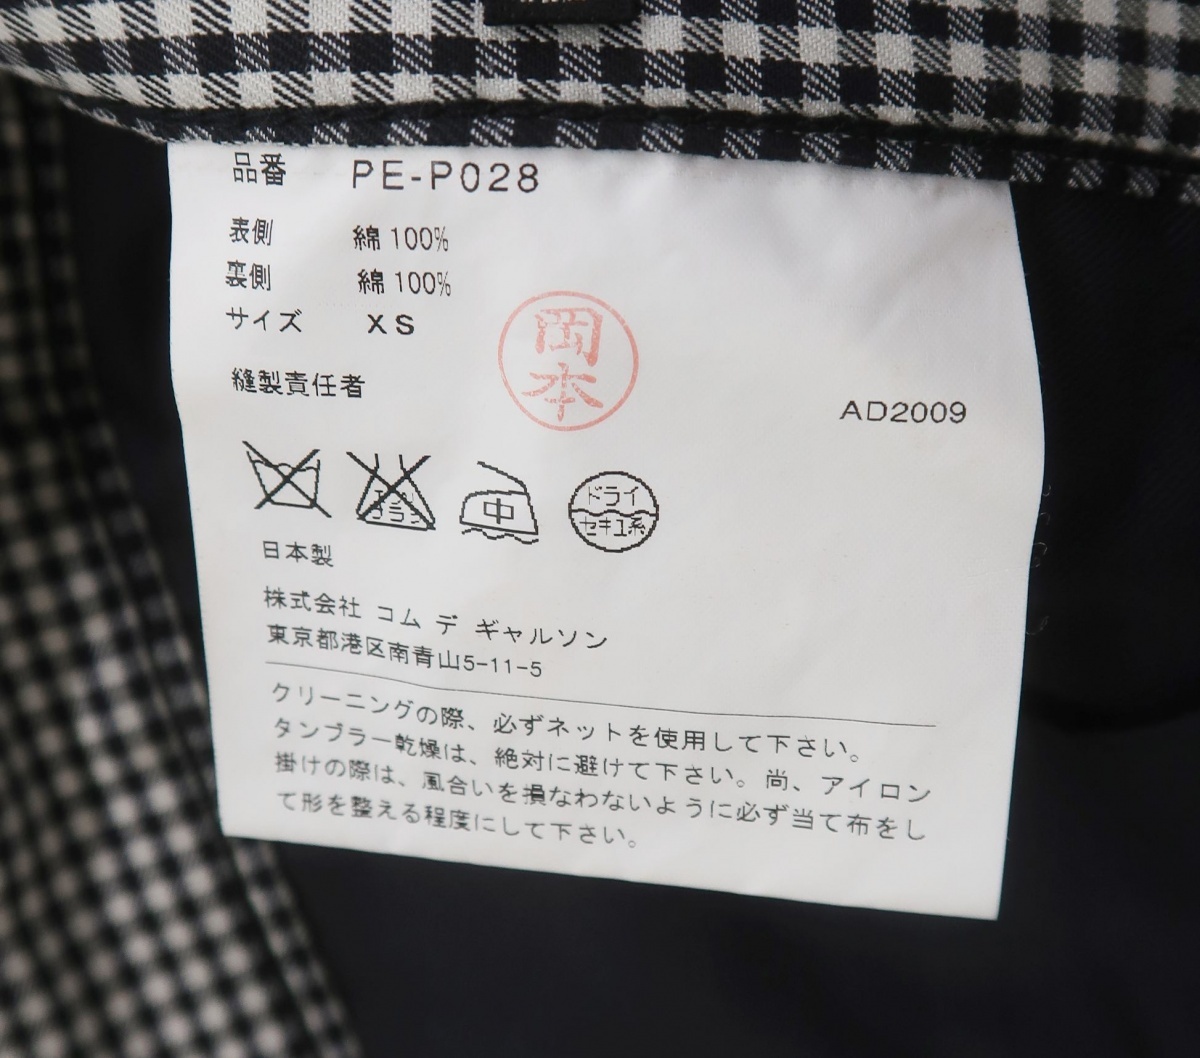 品番 PE-P028
表側 綿 100%
裏側 綿 100%
サイズ XS
岡本
縫製責任者
AD2009
エンソ
フラシ
中
ドライ
セキユ系
日本製
株式会社 コム デ ギャルソン
東京都港区南青山5-11-5
クリーニングの際、必ずネットを使用して下さい。
タンブラー乾燥は、絶対に避けて下さい。尚、アイロン
掛けの際は、風合いを損なわないように必ず当て布をし
て形を整える程度にして下さい。